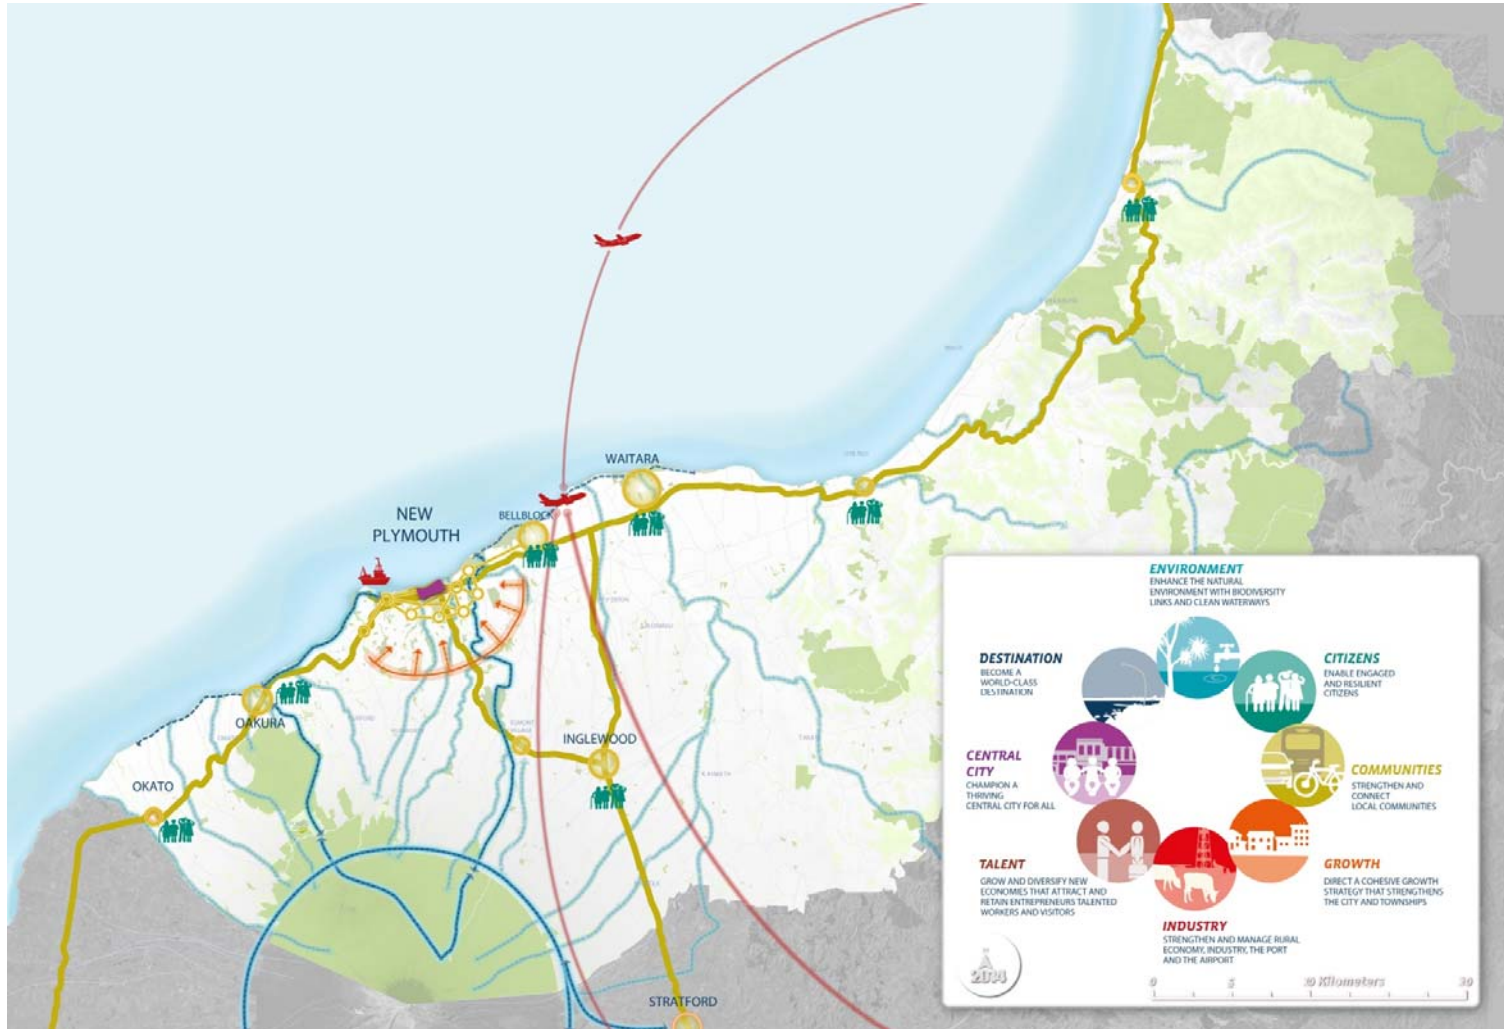 WAITARA
NEW
PLYMOUTH
BELLBLOCK
OAKURA
INGLEWOOD
OKATO
STRATFORD
ENVIRONMENT
ENHANCE THE NATURAL
ENVIRONMENT WITH BIODIVERSITY
LINKS AND CLEAN WATERWAYS
DESTINATION
BECOME A
WORLD-CLASS
DESTINATION
CITIZENS
ENABLE ENGAGED
AND RESILIENT
CITIZENS
CENTRAL
CITY
CHAMPION A
THRIVING
CENTRAL CITY FOR ALL
COMMUNITIES
STRENGTHEN AND
CONNECT
LOCAL COMMUNITIES
TALENT
GROW AND DIVERSIFY NEW
ECONOMIES THAT ATTRACT AND
RETAIN ENTREPRENEURS TALENTED
WORKERS AND VISITORS
GROWTH
DIRECT A COHESIVE GROWTH
STRATEGY THAT STRENGTHENS
THE CITY AND TOWNSHIPS
INDUSTRY
STRENGTHEN AND MANAGE RURAL
ECONOMY, INDUSTRY, THE PORT
AND THE AIRPORT
N
0 5 Kilometers